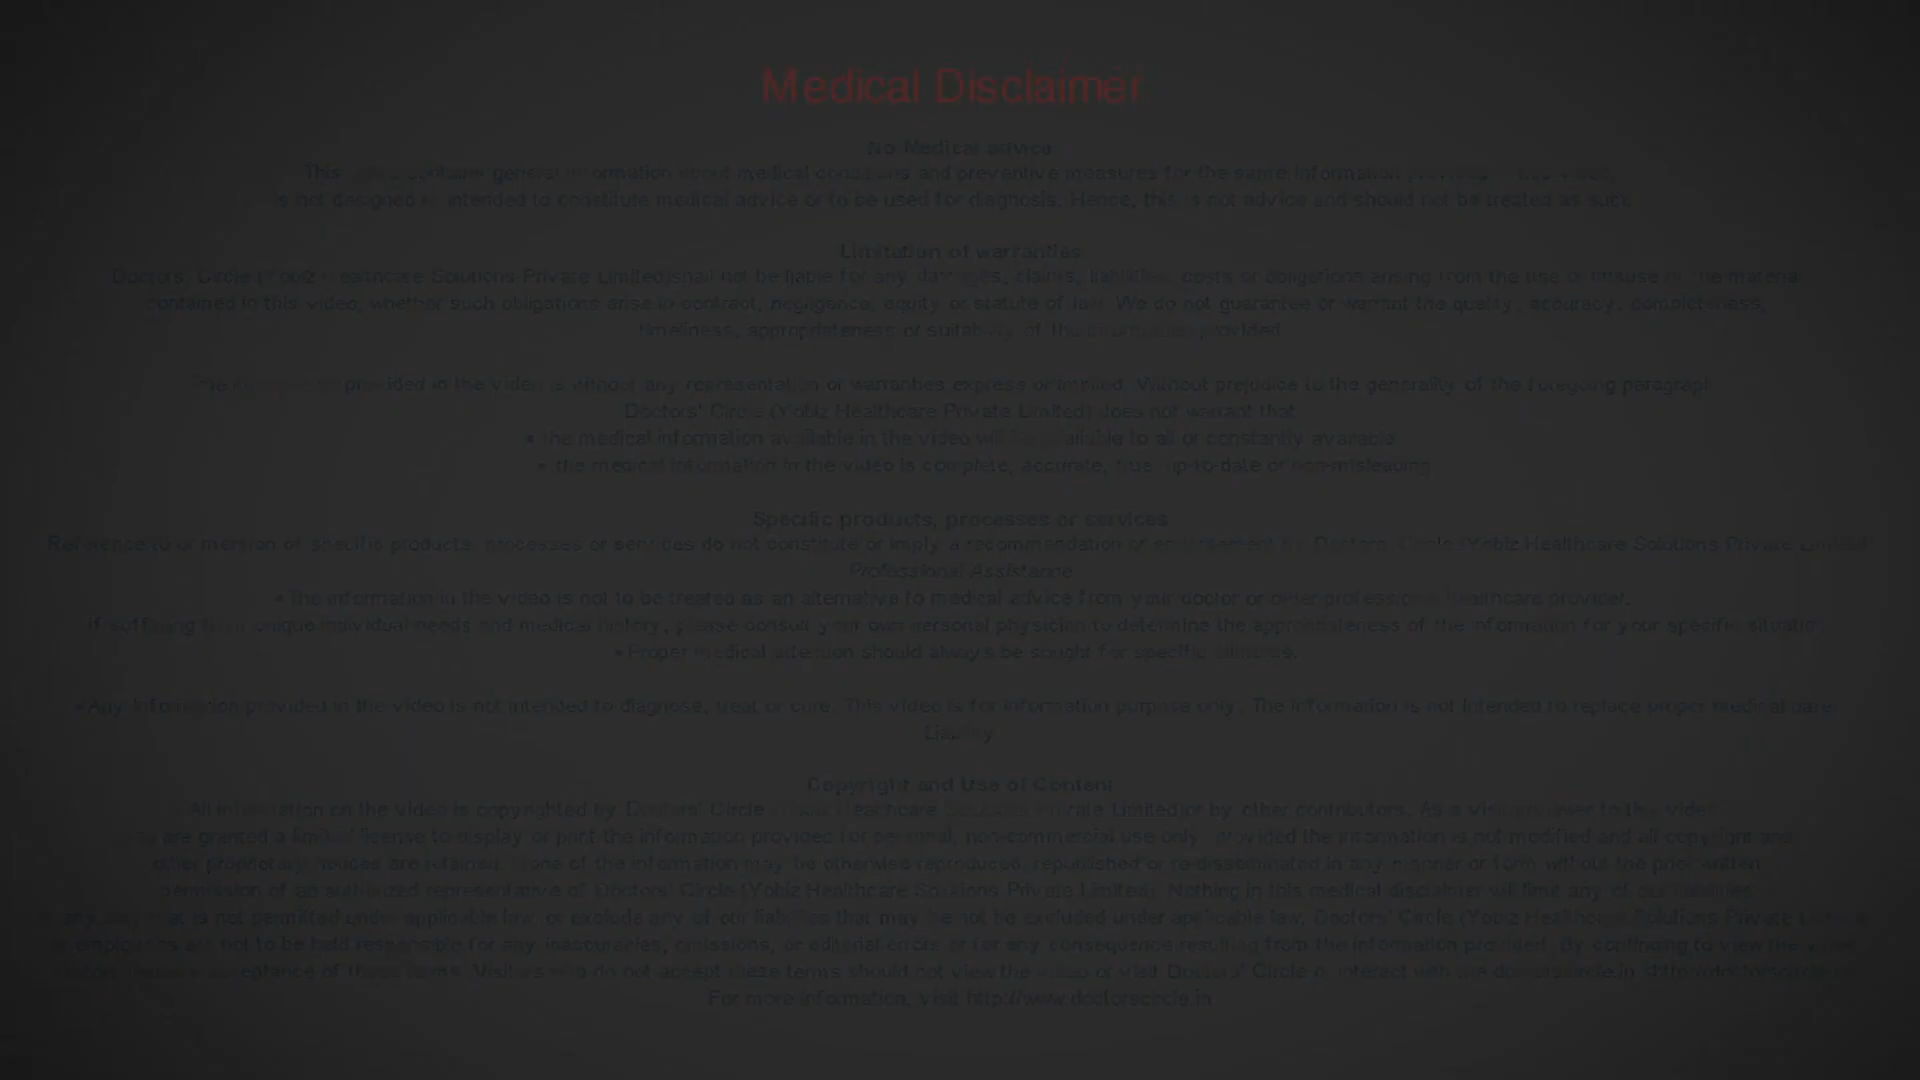 Medical Disclaimer
No Medical advice
This contains general information about medical conditions and preventive measures for the same Information
is not designed or intended to constitute medical advice or to be used for diagnosis. Hence, this is not advice and should not be treated as such
Limitation of warranties
Doctors' Circle (Yobiz Healthcare Solutions Private Limited)shall not be liable for any damages, claims, liabilities, costs or obligations arising from the use or misuse of the material
contained in this video, whether such obligations arise in contract, negligence, equity or statute of law. We do not guarantee or warrant the quality, accuracy, completeness,
timeliness, appropriateness or suitability of the information provided
The information provided in the video is without any representation or warranties express or implied. Without prejudice to the generality of the foregoing paragraph
Doctors' Circle (Yobiz Healthcare Private Limited) does not warrant that
• the medical information available in the video will be available to all or constantly available
• the medical information in the video is complete, accurate, true, up-to-date or non-misleading
Specific products, processes or services
Reference to or mention of specific products, processes or services do not constitute or imply a recommendation or endorsement by Doctors' Circle (Yobiz Healthcare Solutions Private Limited
Professional Assistance
• The information in the video is not to be treated as an alternative to medical advice from your doctor or other professional healthcare provider.
If suffering from unique individual needs and medical history, please consult your own personal physician to determine the appropriateness of the information for your specific situatio
• Proper medical attention should always be sought for specific ailments.
• Any Information provided in the video is not intended to diagnose, treat or cure. This video is for information purpose only. The information is not intended to replace proper medical care.
Liability
Copyright and Use of Content
All information on the video is copyrighted by Doctors' Circle Healthcare Solutions Private Limited)or by other contributors. As a to the video
are granted a limited license to display or print the information provided for personal, non-commercial use only, provided the information is not modified and all copyright and
other proprietary notices are retained. None of the information may be otherwise reproduced, republished or re-disseminated in any manner or form without the prior written
permission of an authorized representative of Doctors' Circle (Yobiz Healthcare Solutions Private Limited). Nothing in this medical disclaimer will limit any of our liabilities
any way that is not permitted under applicable law, or exclude any of our liabilities that may be not be excluded under applicable law. Doctors' Circle (Yobiz Healthcare Solutions Private Limited
employees are not to be held responsible for any inaccuracies, omissions, or editorial errors or for any consequence resulting from the information provided. By continuing to view the video
acceptance of these terms. Visitors who do not accept these terms should not view the video or visit Doctors' Circle or interact with the doctorscircle.in
For more information, visit http://www.doctorscircle.in